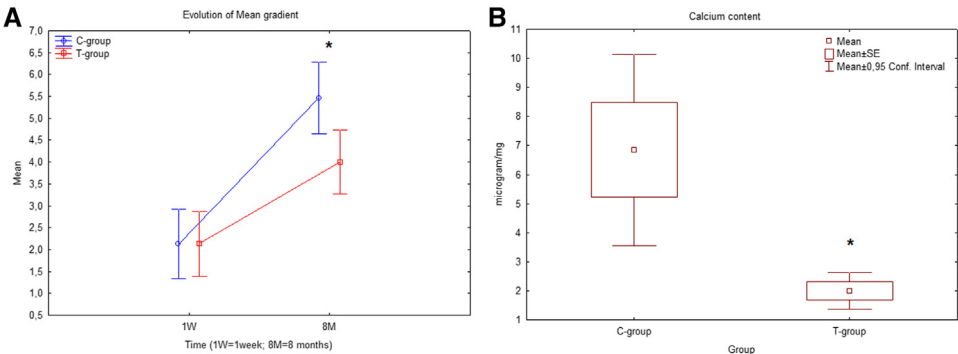 A
Evolution of Mean gradient
7,0
6,5
6,0
5,5
5,0
4,5
4,0
3,5
3,0
2,5
2,0
1,5
1,0
0,5
Mean
C-group
T-group
*
1W
8M
Time (1W=1week; 8M=8 months)
B
Calcium content
11
10
9
8
7
6
5
4
3
2
1
microgram/mg
Mean
Mean±SE
Mean±0,95 Conf. Interval
*
C-group
T-group
Group